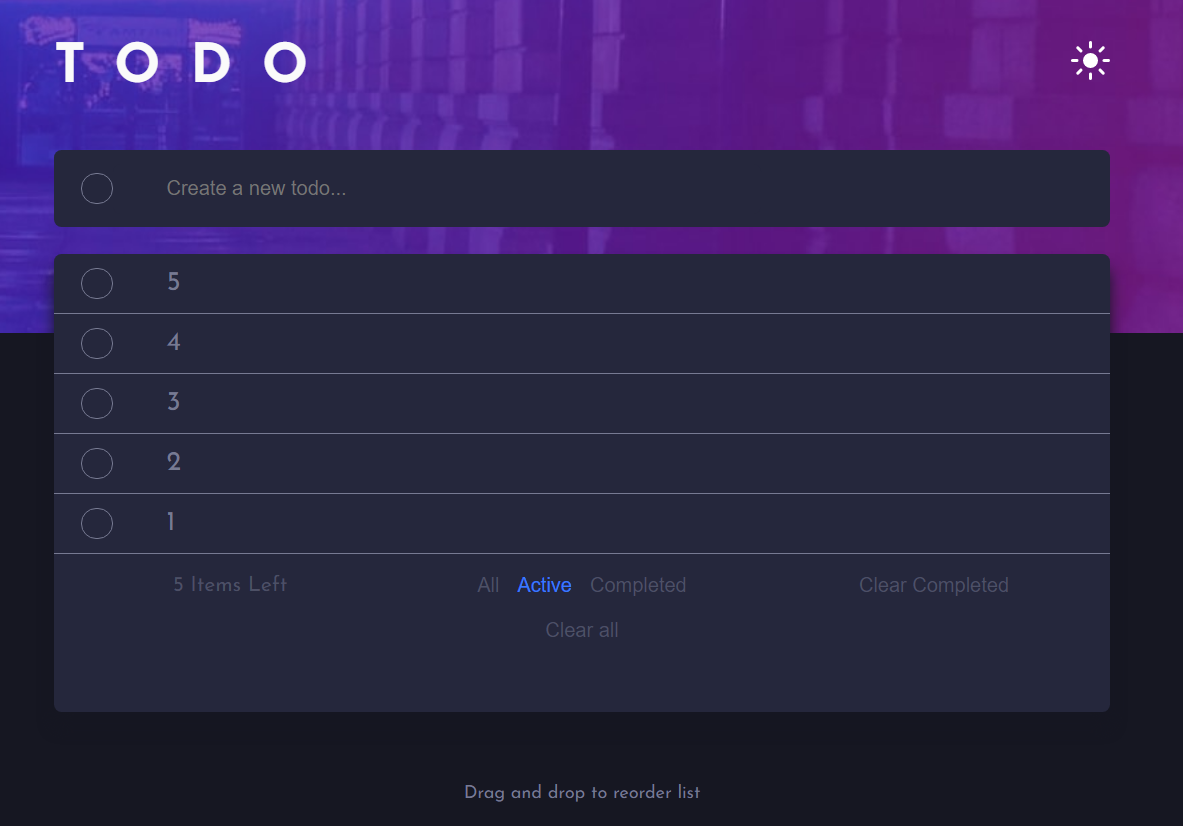 TODO
Create a new todo...
5
4
3
2
1
5 Items Left All Active Completed Clear Completed
Clear all
Drag and drop to reorder list